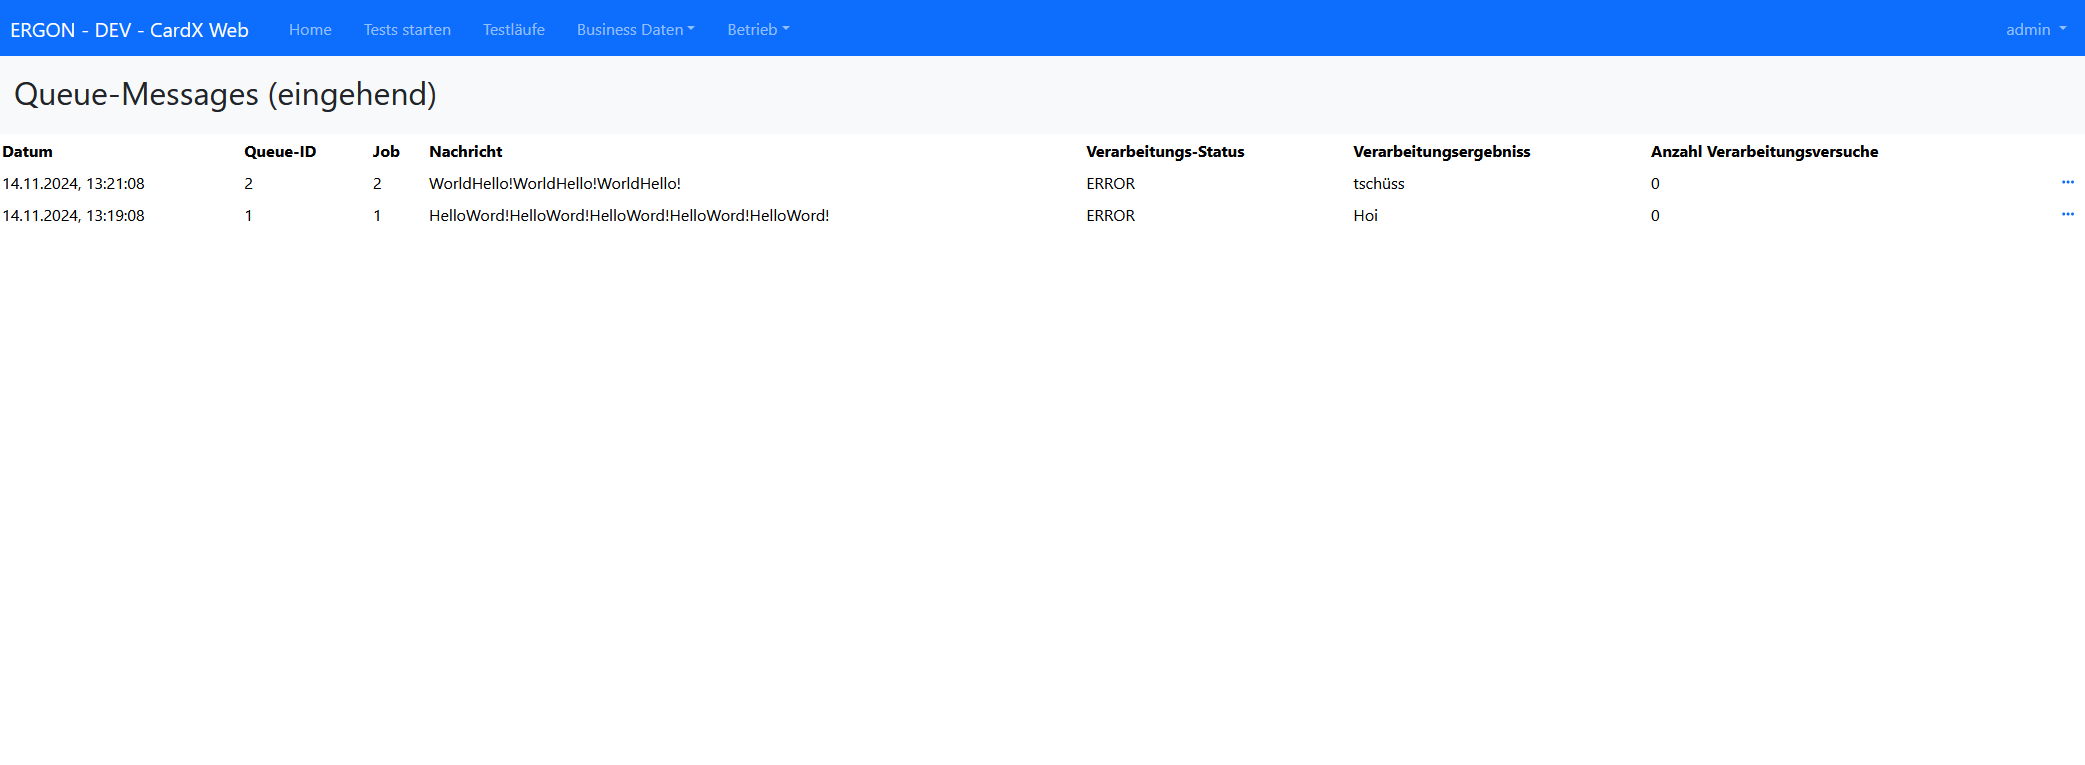 ERGON - DEV - CardX Web Home Tests starten Testläufe Business Daten Betrieb admin
Queue-Messages (eingehend)
Datum Queue-ID Job Nachricht Verarbeitungs-Status Verarbeitungsergebniss Anzahl Verarbeitungsversuche
14.11.2024, 13:21:08 2 2 WorldHello!WorldHello!WorldHello! ERROR tschüss 0 ...
14.11.2024, 13:19:08 1 1 HelloWord!HelloWord!HelloWord!HelloWord!HelloWord! ERROR Hoi 0 ...